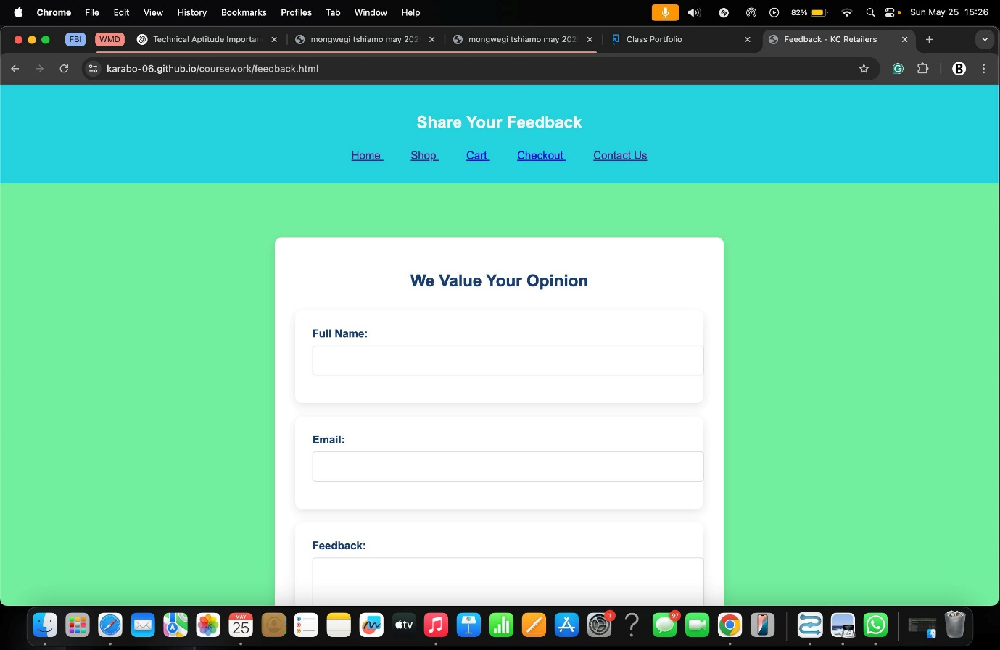 Chrome File Edit View History Bookmarks Profiles Tab Window Help 82% Sun May 25 15:26
FBI WMD Technical Aptitude Importan mongwegi tshiamo may 202 mongwegi tshiamo may 202 Class Portfolio Feedback - KC Retailers
karabo-06.github.io/coursework/feedback.html
Share Your Feedback
Home Shop Cart Checkout Contact Us
We Value Your Opinion
Full Name:
Email:
Feedback:
MAY
25
tv
1
97